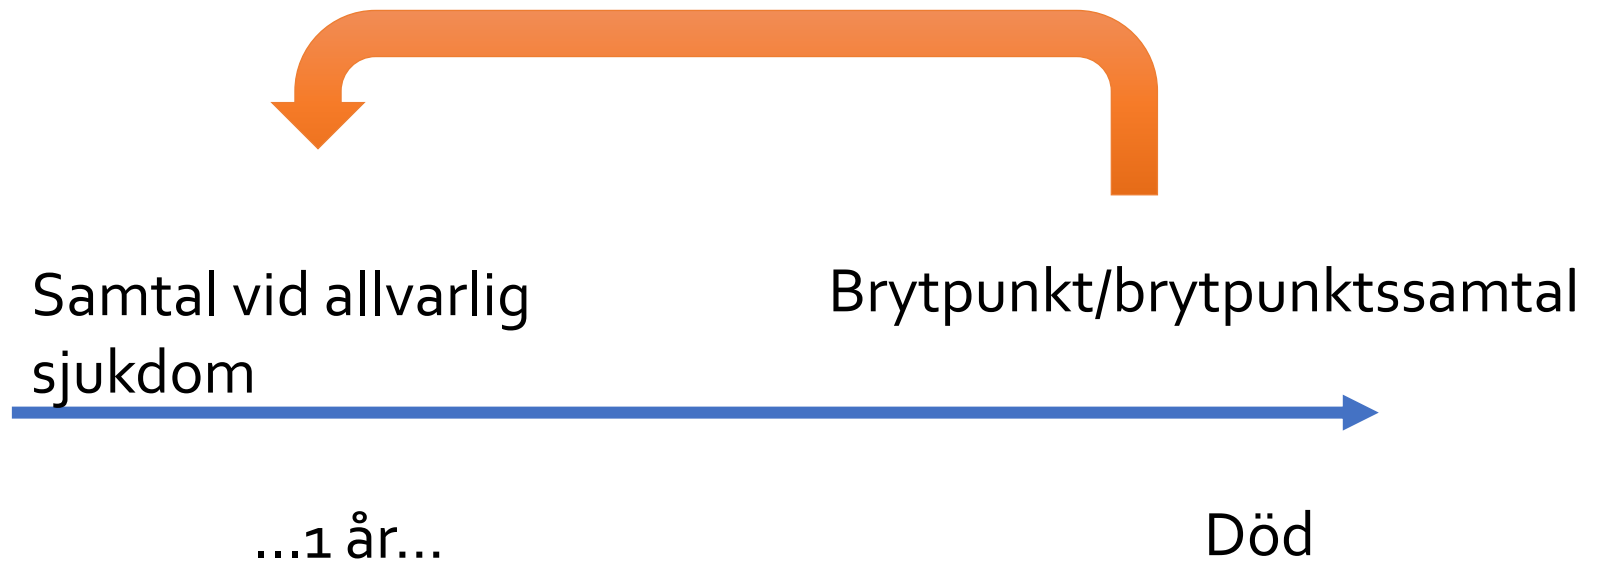 Samtal vid allvarlig
sjukdom
Brytpunkt/brytpunktssamtal
...1 år...
Död